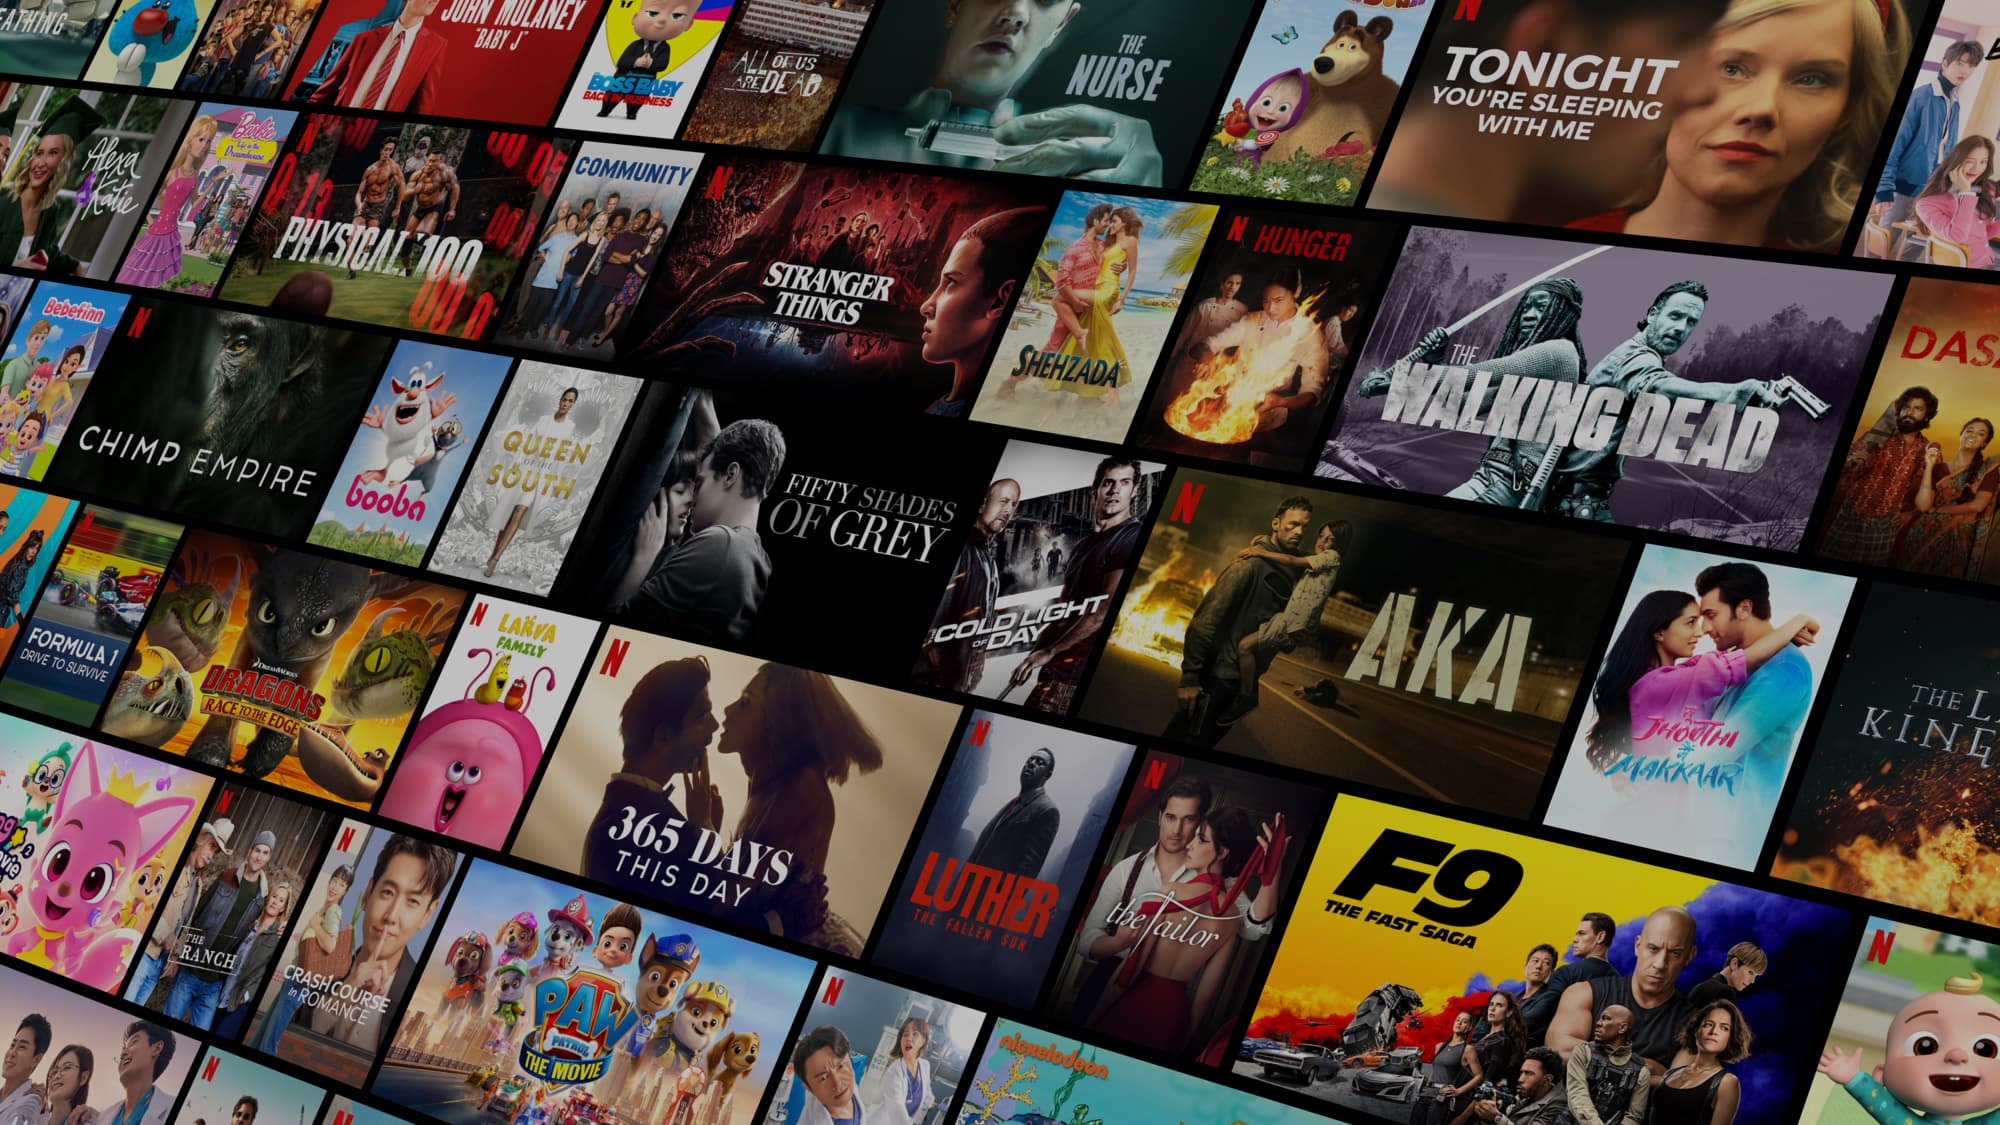 JOHN MULANEY
"BABY J"
THE
BOSS BABY
BACK IN BUSINESS
ALL OF US
ARE DEAD
THE
NURSE
N
TONIGHT
YOU'RE SLEEPING
WITH ME
Alexa
& Katie
Barbie
Life in the
Dreamhouse
N
PHYSICAL: 100
COMMUNITY
N
STRANGER
THINGS
SHEHZADA
N
HUNGER
THE
WALKING DEAD
Bebefinn
N
CHIMP EMPIRE
booba
QUEEN
OF THE
SOUTH
FIFTY SHADES
OF GREY
THE COLD LIGHT
OF DAY
N
AKA
TU
JHOOTHI
MAIN
MAKKAAR
THE L
KING
N
FORMULA 1
DRIVE TO SURVIVE
DREAMWORKS
DRAGONS
RACE TO THE EDGE
N
LARVA
FAMILY
N
365 DAYS
THIS DAY
N
LUTHER
THE FALLEN SUN
N
the Tailor
F9
THE FAST SAGA
N
THE
RANCH
N
CRASH COURSE
in ROMANCE
PAW
PATROL
THE MOVIE
N
nickelodeon
N
N
N